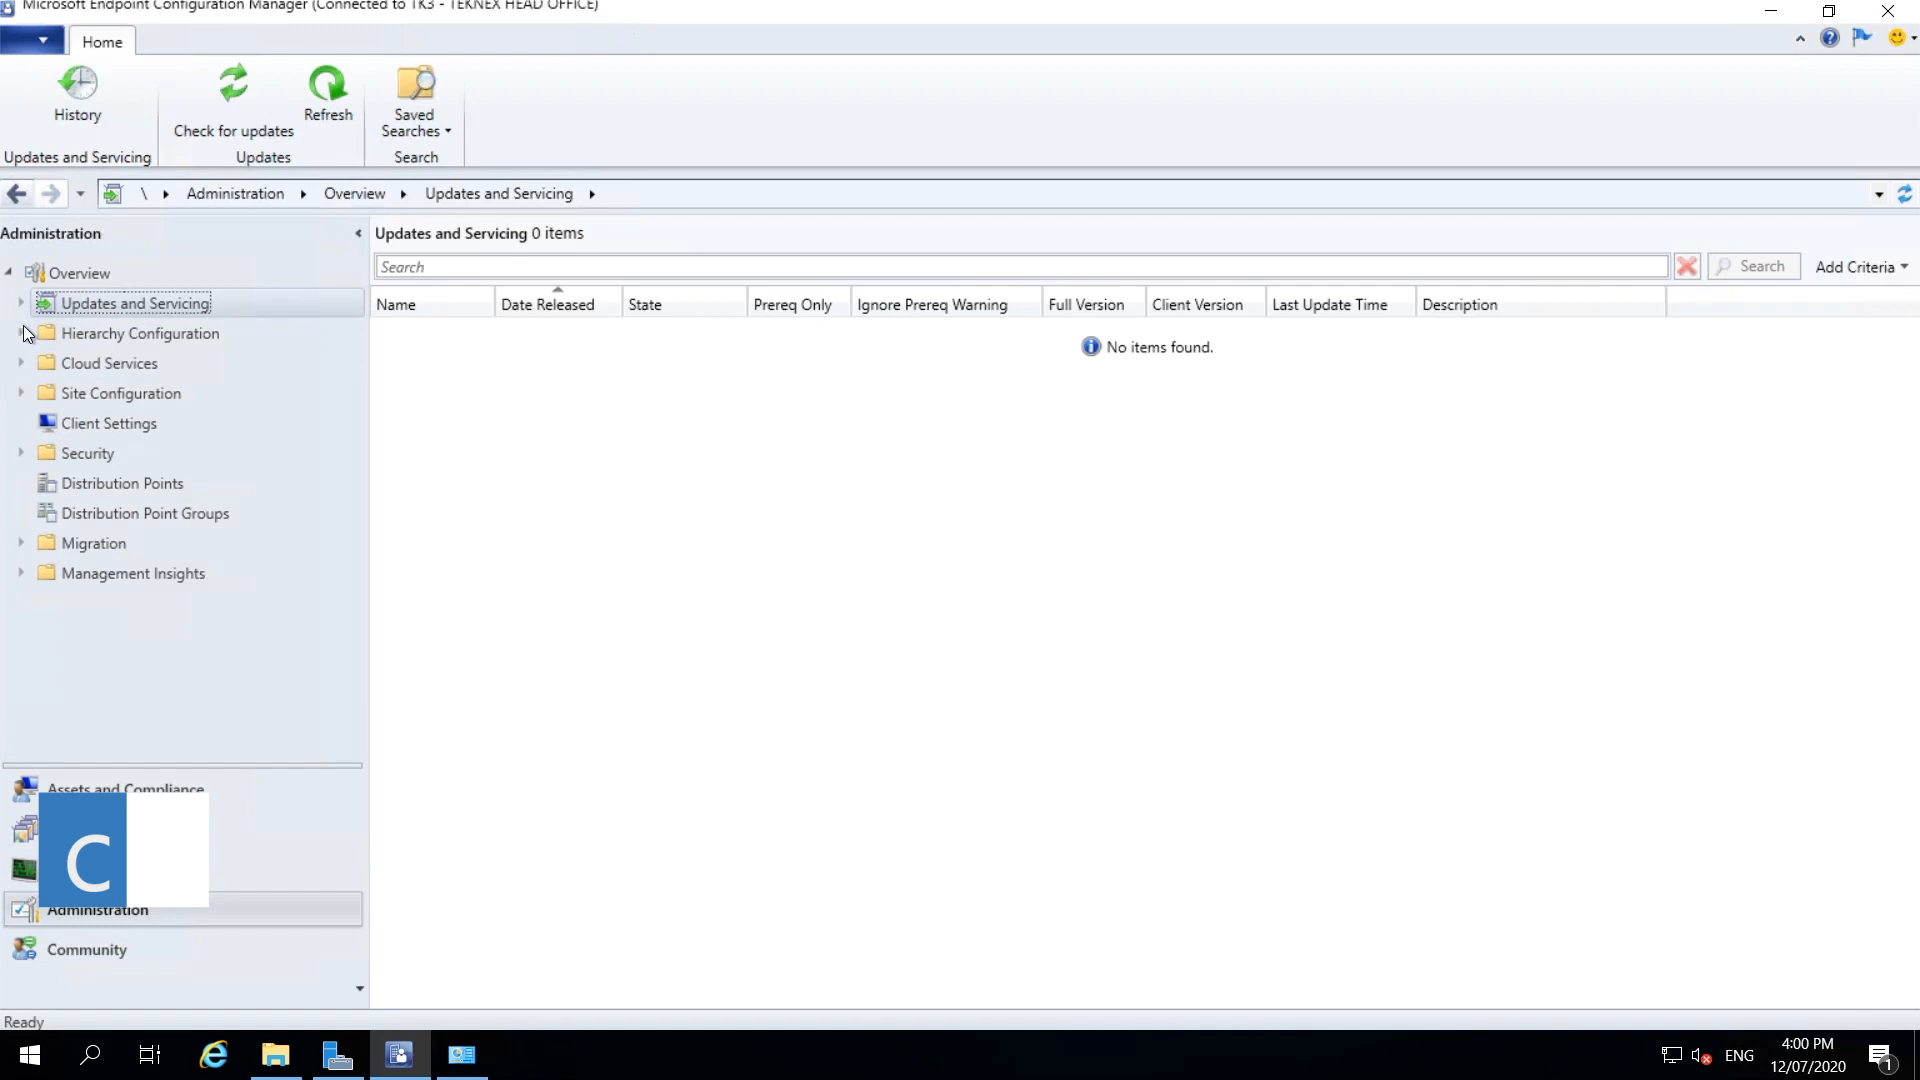 Microsoft Endpoint Configuration Manager (Connected to TK3 - TEKNEX HEAD OFFICE)
Home
History
Check for updates
Refresh
Saved
Searches
Updates and Servicing
Updates
Search
\ Administration Overview Updates and Servicing
Administration
Updates and Servicing 0 items
Overview
Search
Search
Add Criteria
Updates and Servicing
Name
Date Released
State
Prereq Only
Ignore Prereq Warning
Full Version
Client Version
Last Update Time
Description
Hierarchy Configuration
No items found.
Cloud Services
Site Configuration
Client Settings
Security
Distribution Points
Distribution Point Groups
Migration
Management Insights
Assets and Compliance
C
Administration
Community
Ready
ENG
4:00 PM
12/07/2020
1